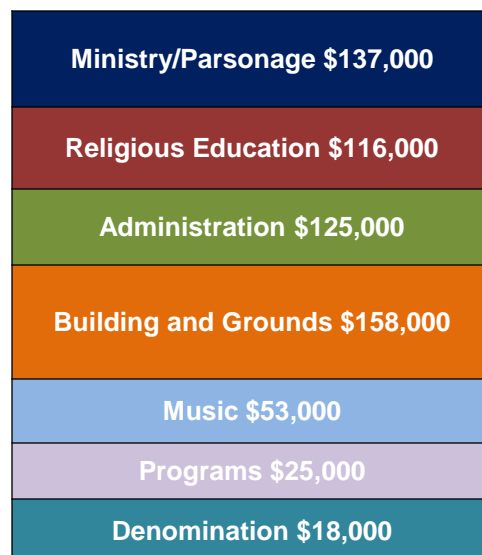 Ministry/Parsonage $137,000
Religious Education $116,000
Administration $125,000
Building and Grounds $158,000
Music $53,000
Programs $25,000
Denomination $18,000